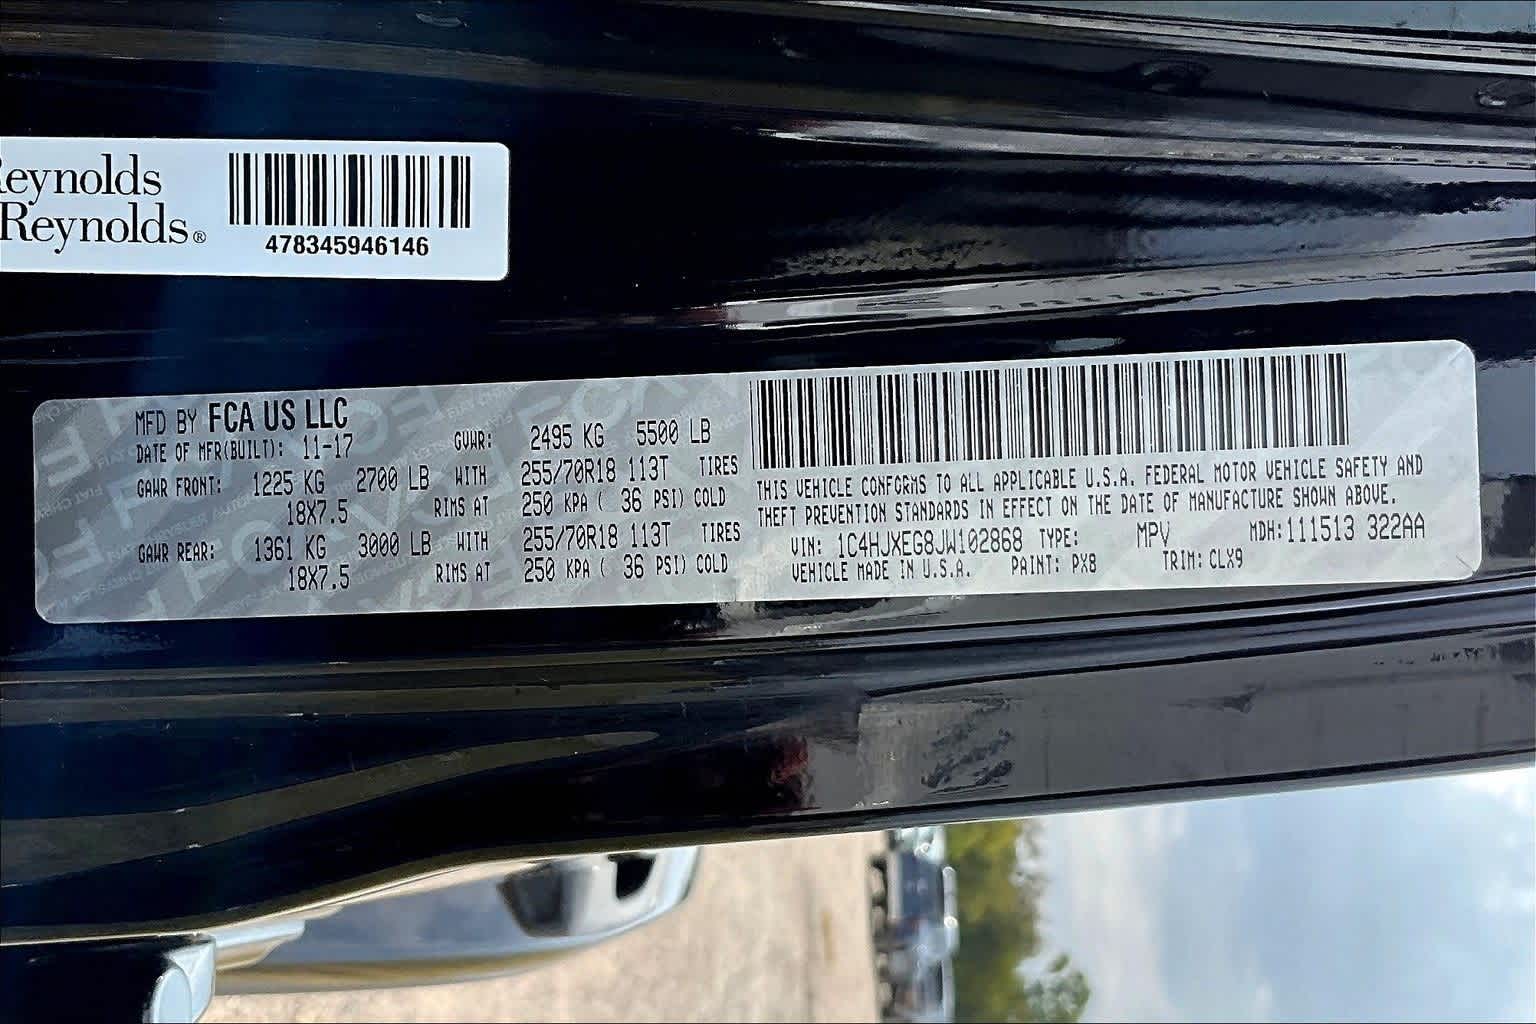 eynolds
Reynolds®
478345946146
MFD BY FCA US LLC
DATE OF MFR(BUILT): 11-17 GVWR: 2495 KG 5500 LB
GAWR FRONT: 1225 KG 2700 LB WITH 255/70R18 113T TIRES
18X7.5 RIMS AT 250 KPA ( 36 PSI) COLD
GAWR REAR: 1361 KG 3000 LB WITH 255/70R18 113T TIRES
18X7.5 RIMS AT 250 KPA ( 36 PSI) COLD
THIS VEHICLE CONFORMS TO ALL APPLICABLE U.S.A. FEDERAL MOTOR VEHICLE SAFETY AND
THEFT PREVENTION STANDARDS IN EFFECT ON THE DATE OF MANUFACTURE SHOWN ABOVE.
VIN: 1C4HJXEG8JW102868 TYPE: MPV MDH:111513 322AA
VEHICLE MADE IN U.S.A. PAINT: PX8 TRIM: CLX9